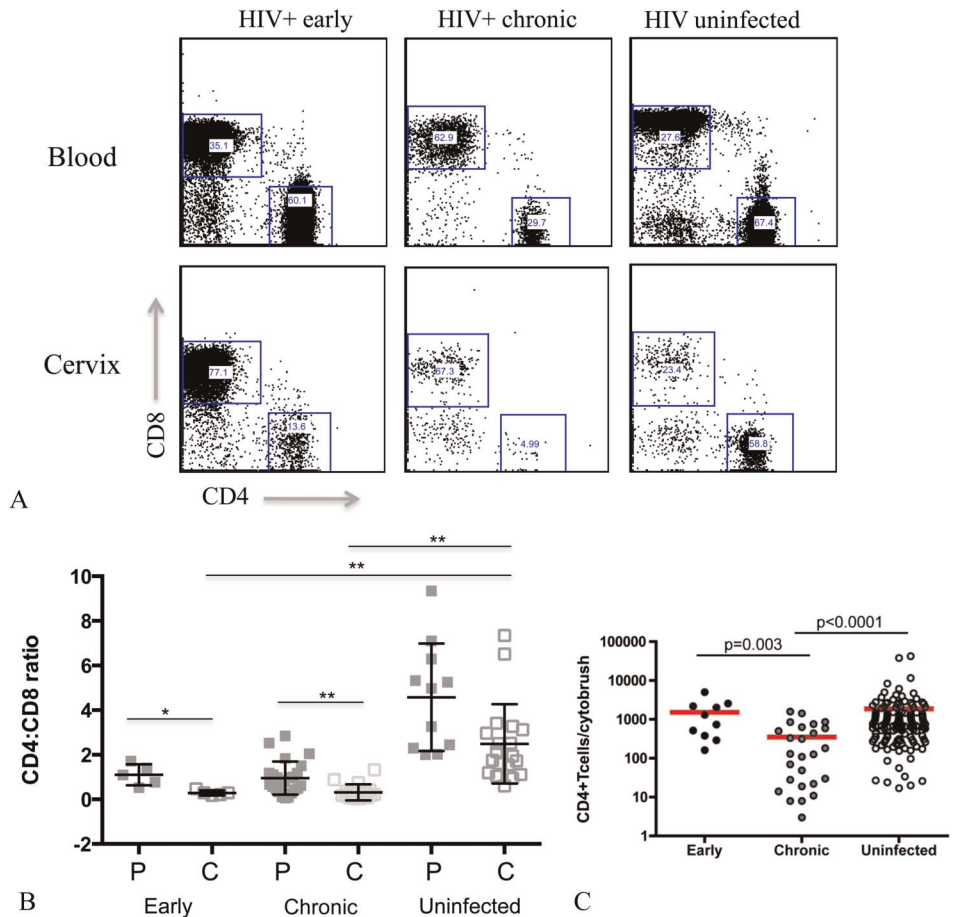 HIV+ early HIV+ chronic HIV uninfected
Blood
35.1
60.1
62.9
29.7
27.6
67.4
Cervix
77.1
13.6
67.3
4.99
23.4
58.8
CD8
CD4
A
**
**
*
**
CD4:CD8 ratio
10
8
6
4
2
0
-2
P C P C P C
Early Chronic Uninfected
B
p<0.0001
p=0.003
CD4+Tcells/cytobrush
100000
10000
1000
100
10
1
Early Chronic Uninfected
C